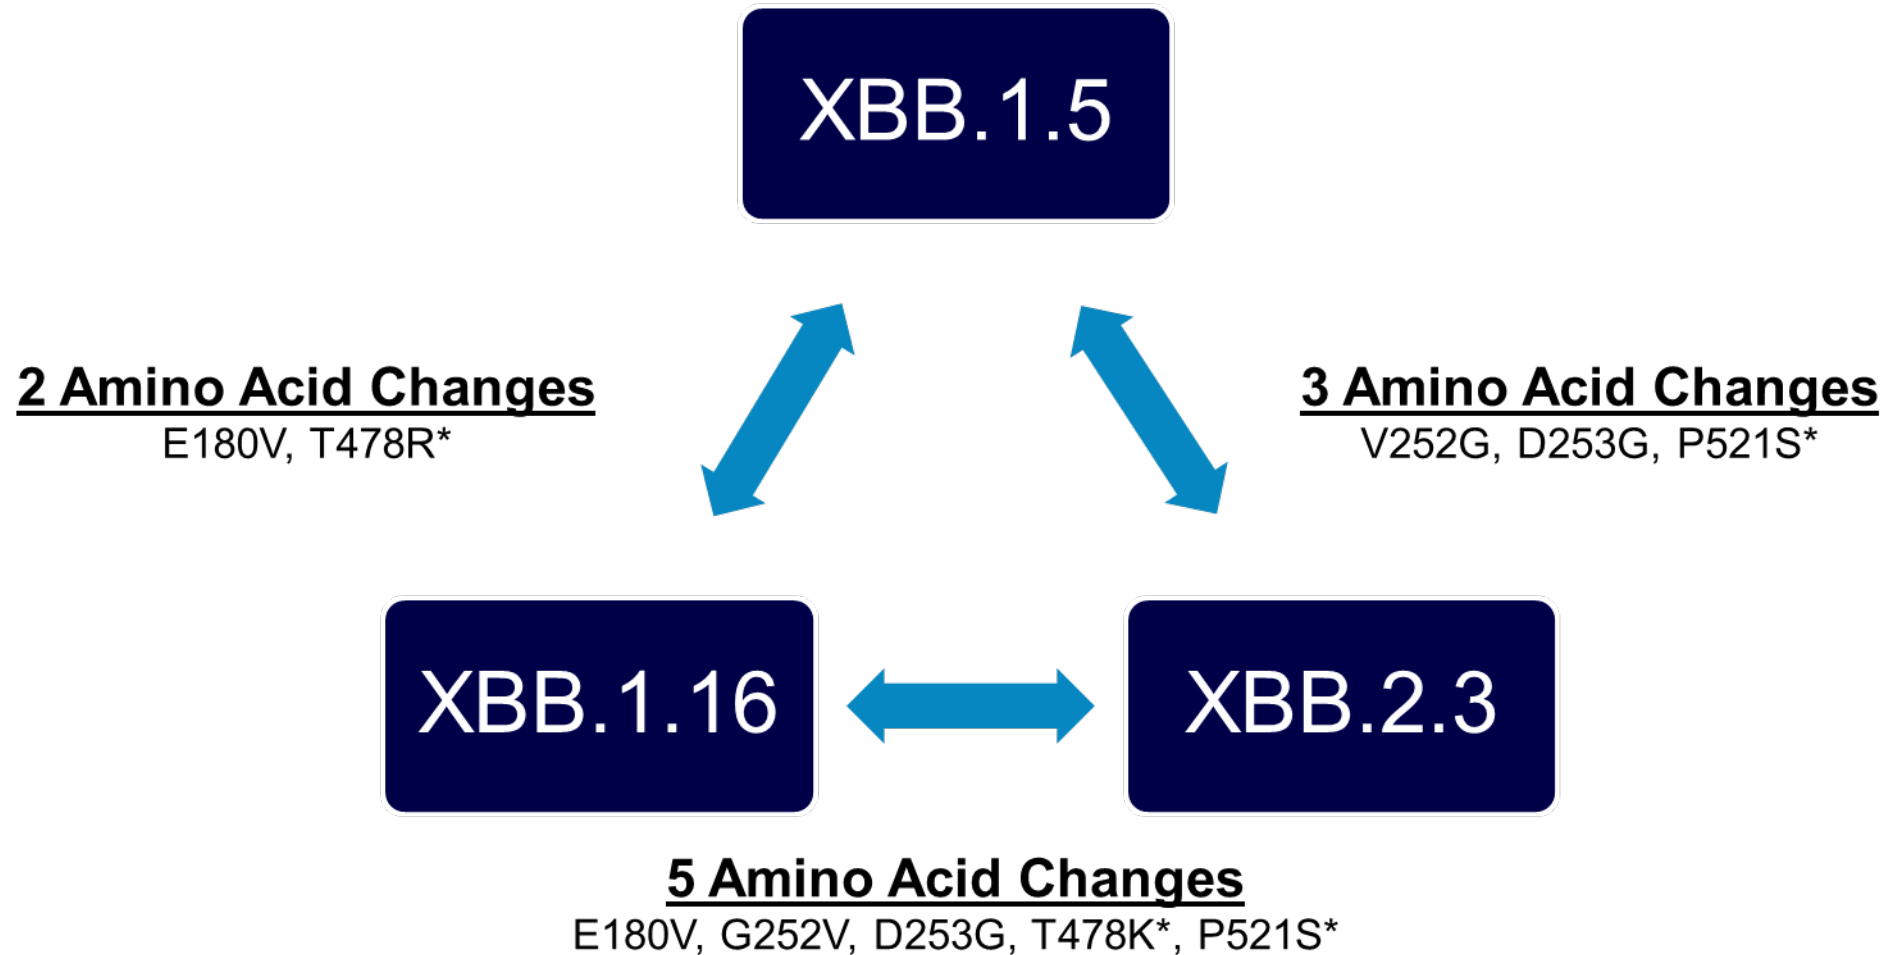 XBB.1.5
2 Amino Acid Changes
E180V, T478R*
3 Amino Acid Changes
V252G, D253G, P521S*
XBB.1.16
XBB.2.3
5 Amino Acid Changes
E180V, G252V, D253G, T478K*, P521S*